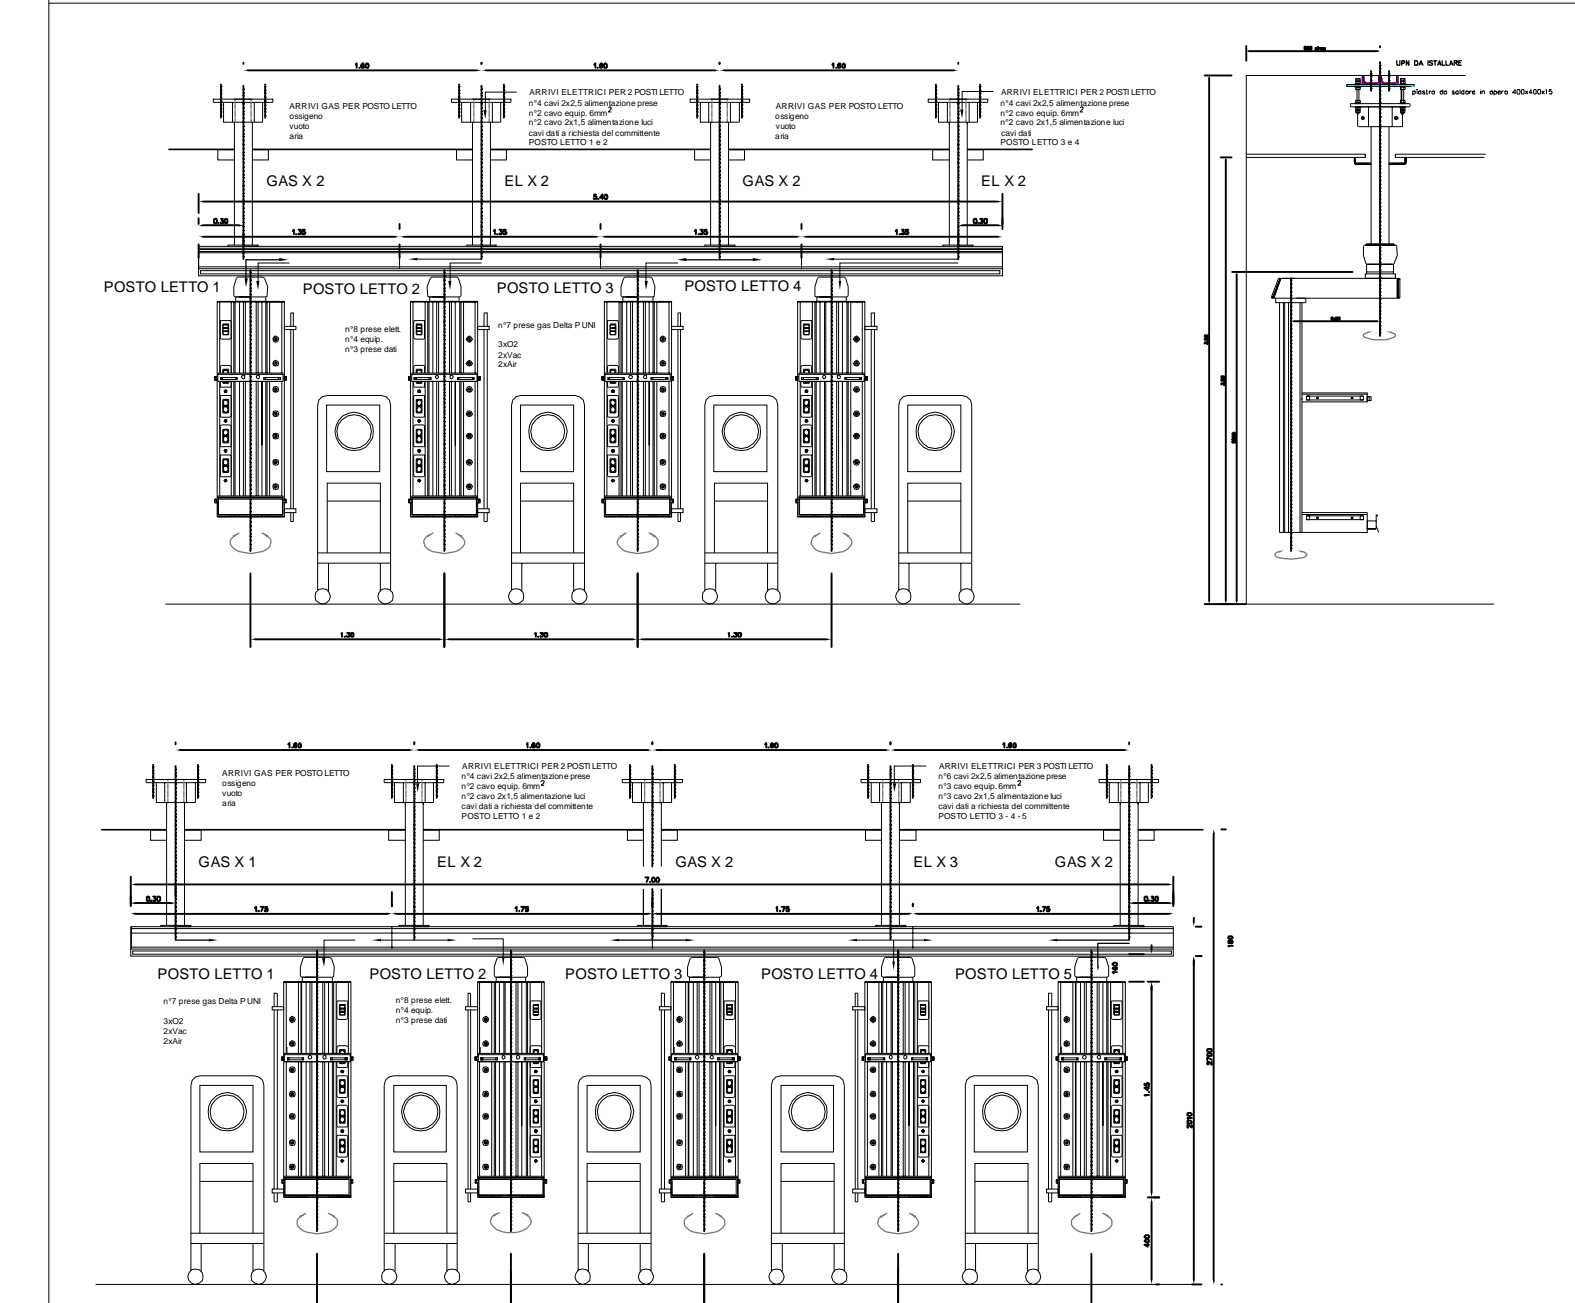 1.60
1.60
1.60
ARRIVI GAS PER POSTO LETTO
ossigeno
vuoto
aria
ARRIVI ELETTRICI PER 2 POSTI LETTO
n°4 cavi 2x2,5 alimentazione prese
n°2 cavo equip. 6mm²
n°2 cavo 2x1,5 alimentazione luci
cavi dati a richiesta del committente
POSTO LETTO 1 e 2
ARRIVI GAS PER POSTO LETTO
ossigeno
vuoto
aria
ARRIVI ELETTRICI PER 2 POSTI LETTO
n°4 cavi 2x2,5 alimentazione prese
n°2 cavo equip. 6mm²
n°2 cavo 2x1,5 alimentazione luci
cavi dati
POSTO LETTO 3 e 4
GAS X 2
EL X 2
GAS X 2
EL X 2
5.40
0.30
0.30
1.35
1.35
1.35
1.35
POSTO LETTO 1
POSTO LETTO 2
POSTO LETTO 3
POSTO LETTO 4
n°8 prese elett.
n°4 equip.
n°3 prese dati
n°7 prese gas Delta P UNI
3xO2
2xVac
2xAir
1.30
1.30
1.30
UPN DA ISTALLARE
piastra da saldare in opera 400x400x15
1.60
1.60
1.60
1.60
ARRIVI GAS PER POSTO LETTO
ossigeno
vuoto
aria
ARRIVI ELETTRICI PER 2 POSTI LETTO
n°4 cavi 2x2,5 alimentazione prese
n°2 cavo equip. 6mm²
n°2 cavo 2x1,5 alimentazione luci
cavi dati a richiesta del committente
POSTO LETTO 1 e 2
ARRIVI ELETTRICI PER 3 POSTI LETTO
n°6 cavi 2x2,5 alimentazione prese
n°3 cavo equip. 6mm²
n°3 cavo 2x1,5 alimentazione luci
cavi dati a richiesta del committente
POSTO LETTO 3 - 4 - 5
GAS X 1
EL X 2
GAS X 2
EL X 3
GAS X 2
7.00
0.30
0.30
1.75
1.75
1.75
1.75
POSTO LETTO 1
POSTO LETTO 2
POSTO LETTO 3
POSTO LETTO 4
POSTO LETTO 5
n°7 prese gas Delta P UNI
3xO2
2xVac
2xAir
n°8 prese elett.
n°4 equip.
n°3 prese dati
160
180
1.45
2700
2010
400